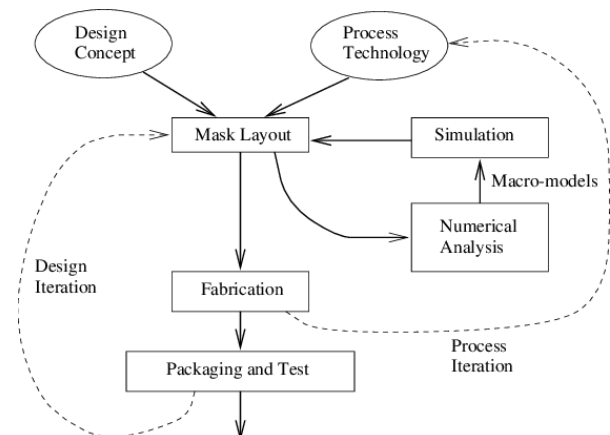 Design
Concept
Process
Technology
Mask Layout
Simulation
Macro-models
Numerical
Analysis
Design
Iteration
Fabrication
Process
Iteration
Packaging and Test